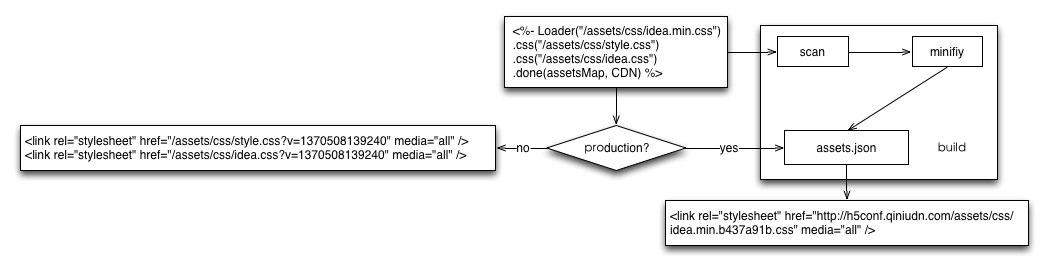 <%- Loader("/assets/css/idea.min.css")
.css("/assets/css/style.css")
.css("/assets/css/idea.css")
.done(assetsMap, CDN) %>
scan
minifiy
<link rel="stylesheet" href="/assets/css/style.css?v=1370508139240" media="all" />
<link rel="stylesheet" href="/assets/css/idea.css?v=1370508139240" media="all" />
no
production?
yes
assets.json
build
<link rel="stylesheet" href="http://h5conf.qiniudn.com/assets/css/
idea.min.b437a91b.css" media="all" />